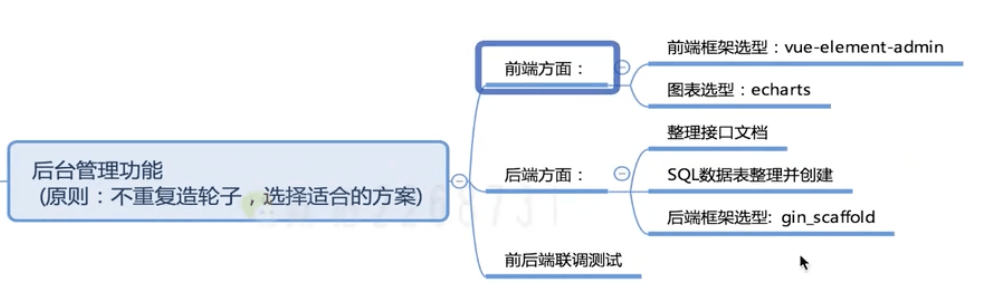 后台管理功能
(原则：不重复造轮子，选择适合的方案)
前端方面：
前端框架选型：vue-element-admin
图表选型：echarts
后端方面：
整理接口文档
SQL数据表整理并创建
后端框架选型: gin_scaffold
前后端联调测试